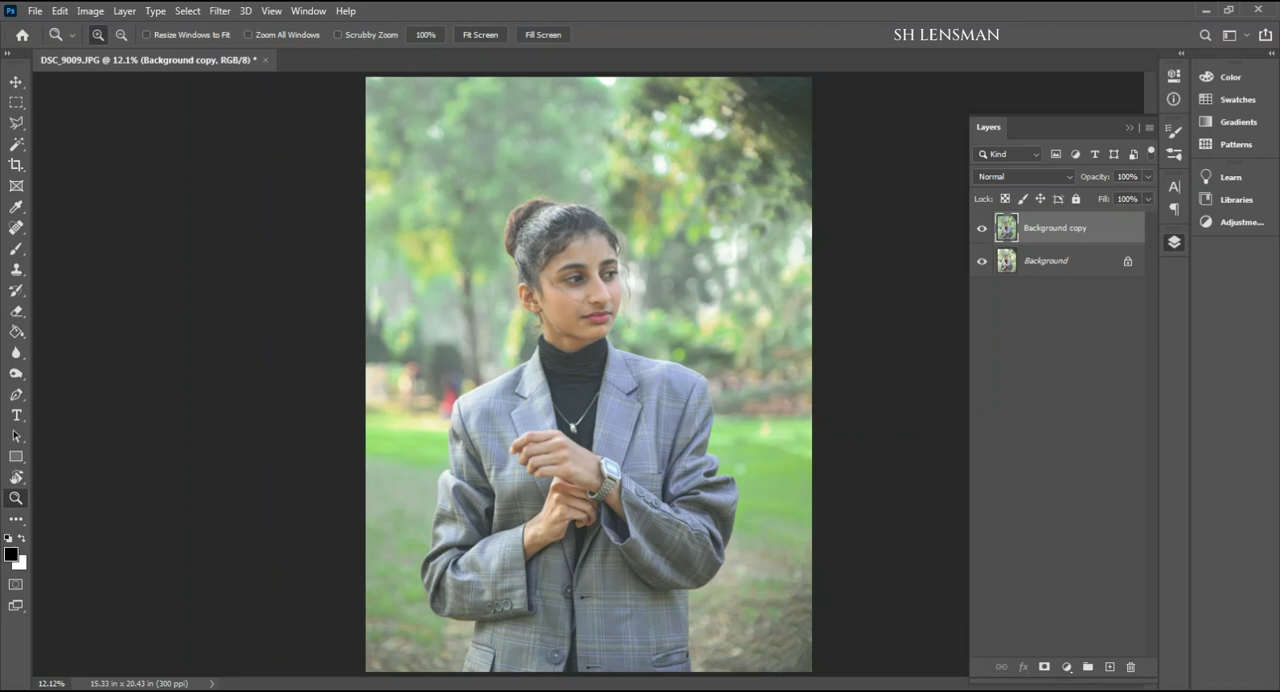 Ps File Edit Image Layer Type Select Filter 3D View Window Help
Resize Windows to Fit Zoom All Windows Scrubby Zoom 100% Fit Screen Fill Screen
SH LENSMAN
DSC_9009.JPG @ 12.1% (Background copy, RGB/8) * ×
Layers
Kind
Normal Opacity: 100%
Lock: Fill: 100%
Background copy
Background
Color
Swatches
Gradients
Patterns
Learn
Libraries
Adjustme...
12.12% 15.33 in x 20.43 in (300 ppi)